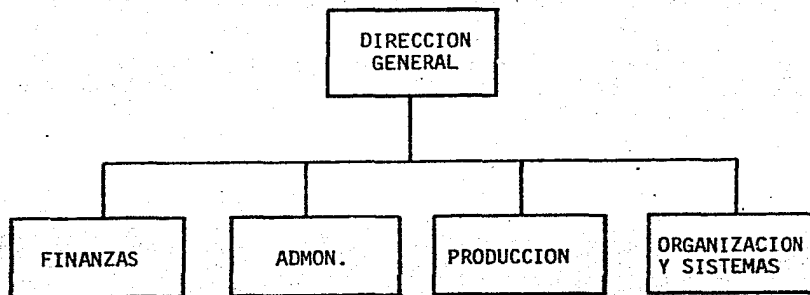 DIRECCION
GENERAL
FINANZAS
ADMON.
PRODUCCION
ORGANIZACION
Y SISTEMAS